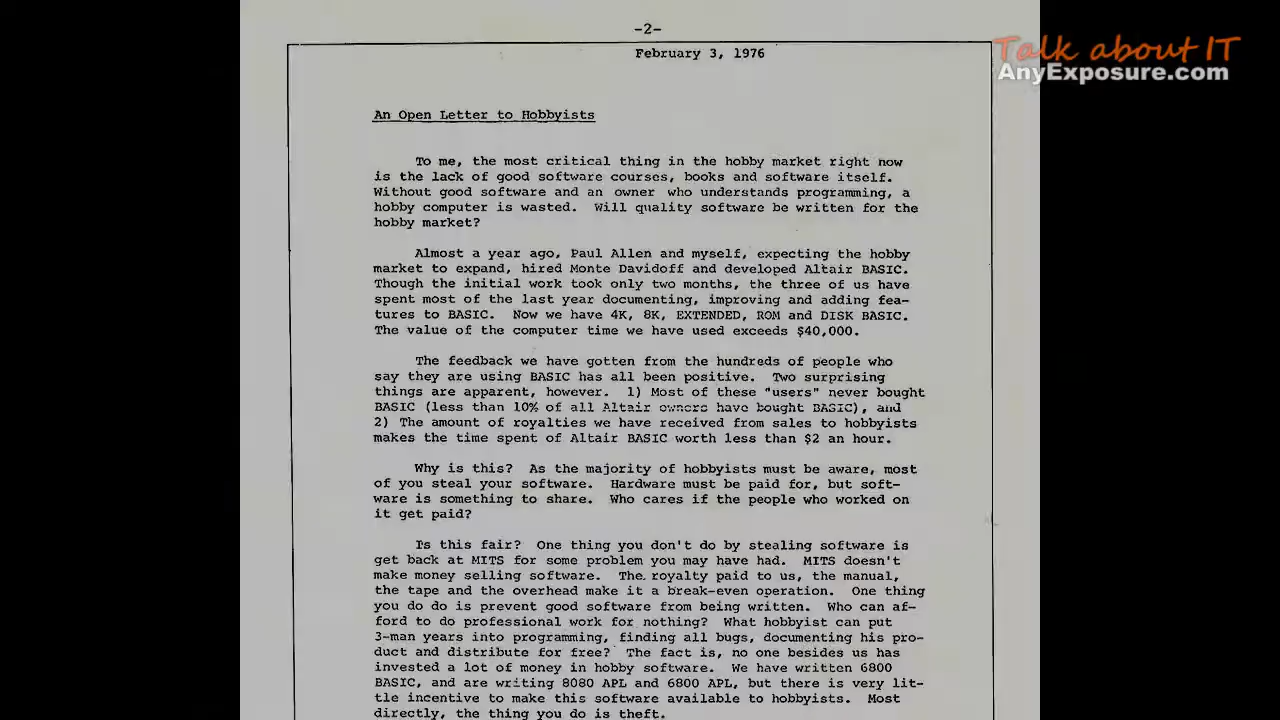 -2-
February 3, 1976
Talk about IT
AnyExposure.com
An Open Letter to Hobbyists
To me, the most critical thing in the hobby market right now
is the lack of good software courses, books and software itself.
Without good software and an owner who understands programming, a
hobby computer is wasted. Will quality software be written for the
hobby market?
Almost a year ago, Paul Allen and myself, expecting the hobby
market to expand, hired Monte Davidoff and developed Altair BASIC.
Though the initial work took only two months, the three of us have
spent most of the last year documenting, improving and adding fea-
tures to BASIC. Now we have 4K, 8K, EXTENDED, ROM and DISK BASIC.
The value of the computer time we have used exceeds $40,000.
The feedback we have gotten from the hundreds of people who
say they are using BASIC has all been positive. Two surprising
things are apparent, however. 1) Most of these "users" never bought
BASIC (less than 10% of all Altair owners have bought BASIC), and
2) The amount of royalties we have received from sales to hobbyists
makes the time spent of Altair BASIC worth less than $2 an hour.
Why is this? As the majority of hobbyists must be aware, most
of you steal your software. Hardware must be paid for, but soft-
ware is something to share. Who cares if the people who worked on
it get paid?
Is this fair? One thing you don't do by stealing software is
get back at MITS for some problem you may have had. MITS doesn't
make money selling software. The royalty paid to us, the manual,
the tape and the overhead make it a break-even operation. One thing
you do do is prevent good software from being written. Who can af-
ford to do professional work for nothing? What hobbyist can put
3-man years into programming, finding all bugs, documenting his pro-
duct and distribute for free? The fact is, no one besides us has
invested a lot of money in hobby software. We have written 6800
BASIC, and are writing 8080 APL and 6800 APL, but there is very lit-
tle incentive to make this software available to hobbyists. Most
directly, the thing you do is theft.